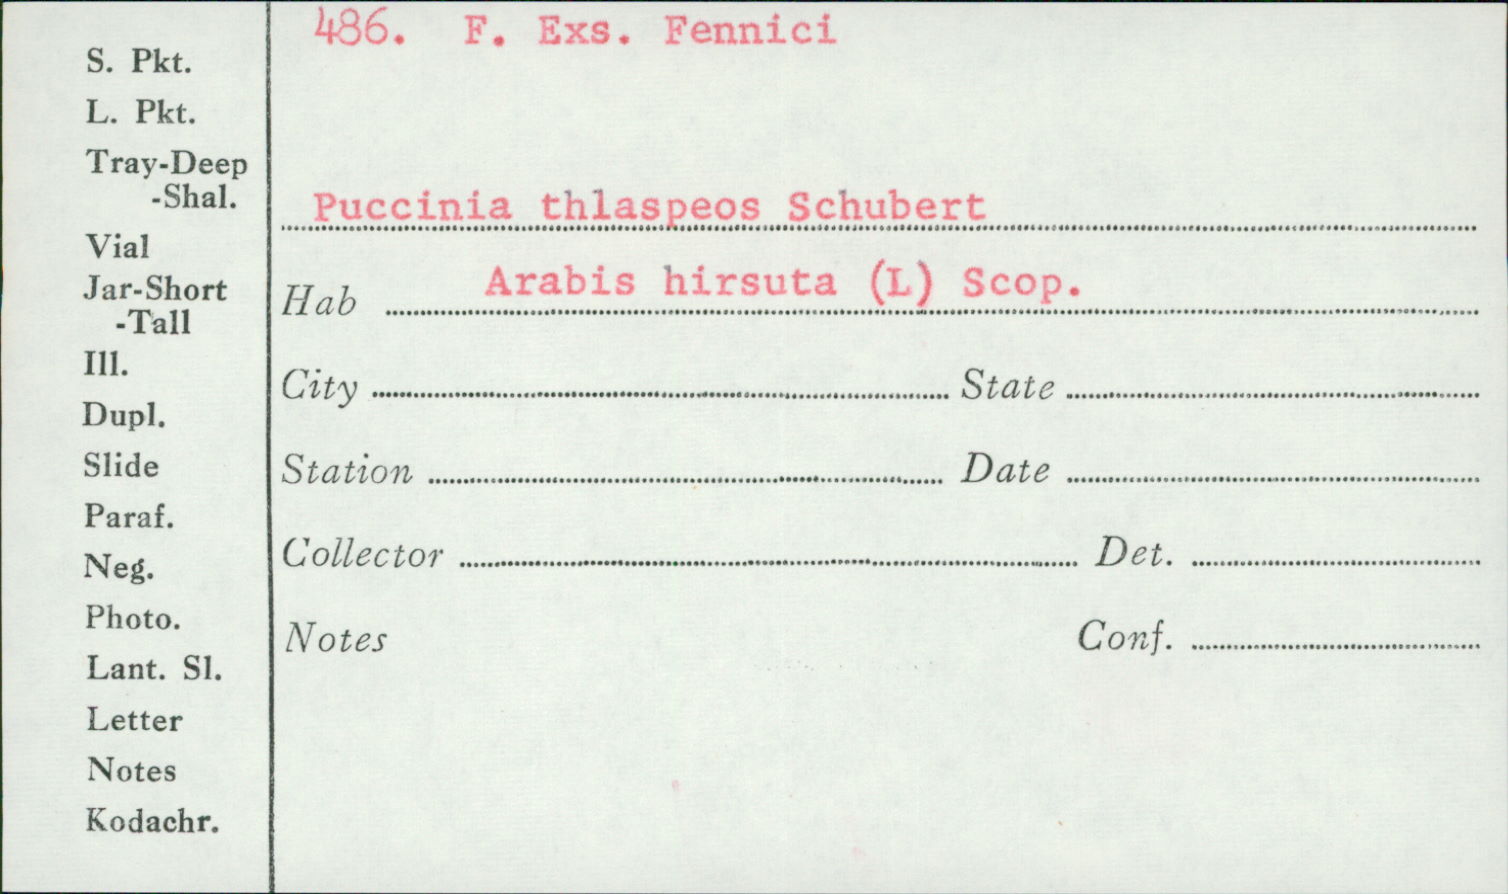 486. F. Exs. Fennici
S. Pkt.
L. Pkt.
Tray-Deep
-Shal.
Puccinia thlaspeos Schubert
Vial
Jar-Short
-Tall
Hab Arabis hirsuta (L) Scop.
Ill.
City State
Dupl.
Slide
Station Date
Paraf.
Collector Det.
Neg.
Photo.
Notes Conf.
Lant. Sl.
Letter
Notes
Kodachr.